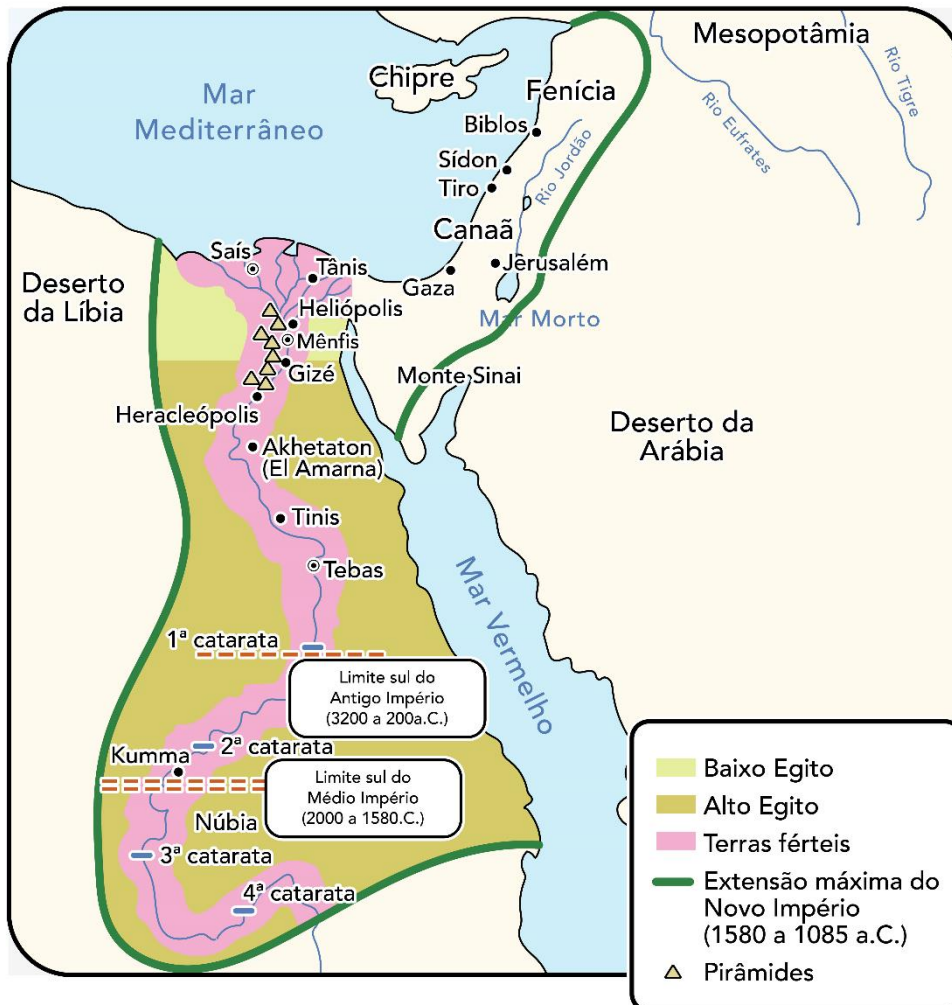 Mesopotâmia
Rio Tigre
Rio Eufrates
Chipre
Mar
Mediterrâneo
Fenícia
Biblos
Rio Jordão
Sídon
Tiro
Canaã
Jerusalém
Gaza
Mar Morto
Monte Sinai
Deserto da
Arábia
Deserto
da Líbia
Saís
Tânis
Heliópolis
Mênfis
Gizé
Heracleópolis
Akhetaton
(El Amarna)
Tinis
Tebas
Mar Vermelho
1ª catarata
Limite sul do
Antigo Império
(3200 a 200a.C.)
2ª catarata
Kumma
Limite sul do
Médio Império
(2000 a 1580.C.)
Núbia
3ª catarata
4ª catarata
Baixo Egito
Alto Egito
Terras férteis
Extensão máxima do
Novo Império
(1580 a 1085 a.C.)
Pirâmides